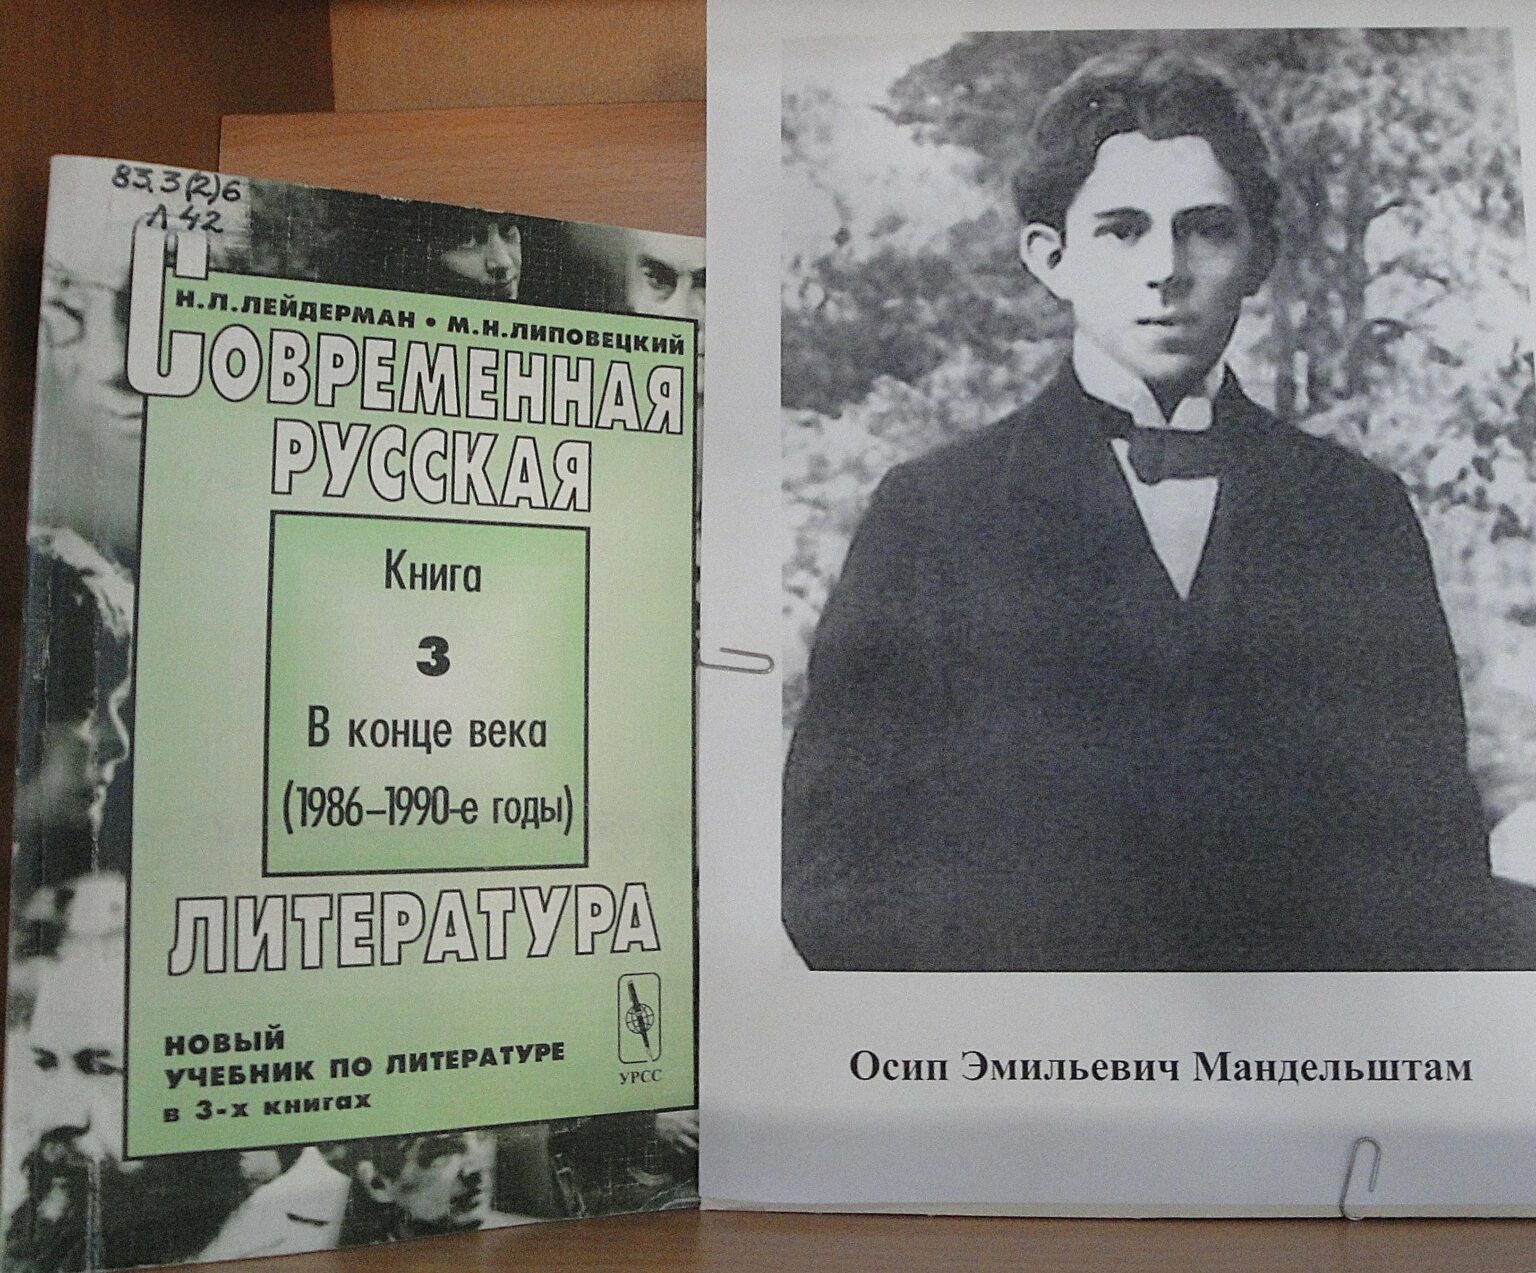 83.3(2)6
Л 42
Н.Л.ЛЕЙДЕРМАН • М.Н.ЛИПОВЕЦКИЙ
СОВРЕМЕННАЯ
РУССКАЯ
Книга
3
В конце века
(1986–1990-е годы)
ЛИТЕРАТУРА
НОВЫЙ
УЧЕБНИК ПО ЛИТЕРАТУРЕ
в 3-х книгах
УРСС
Осип Эмильевич Мандельштам